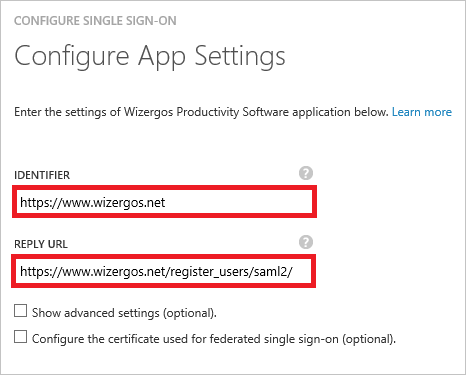 CONFIGURE SINGLE SIGN-ON
Configure App Settings
Enter the settings of Wizergos Productivity Software application below. Learn more
IDENTIFIER ?
https://www.wizergos.net
REPLY URL ?
https://www.wizergos.net/register_users/saml2/
Show advanced settings (optional).
Configure the certificate used for federated single sign-on (optional).